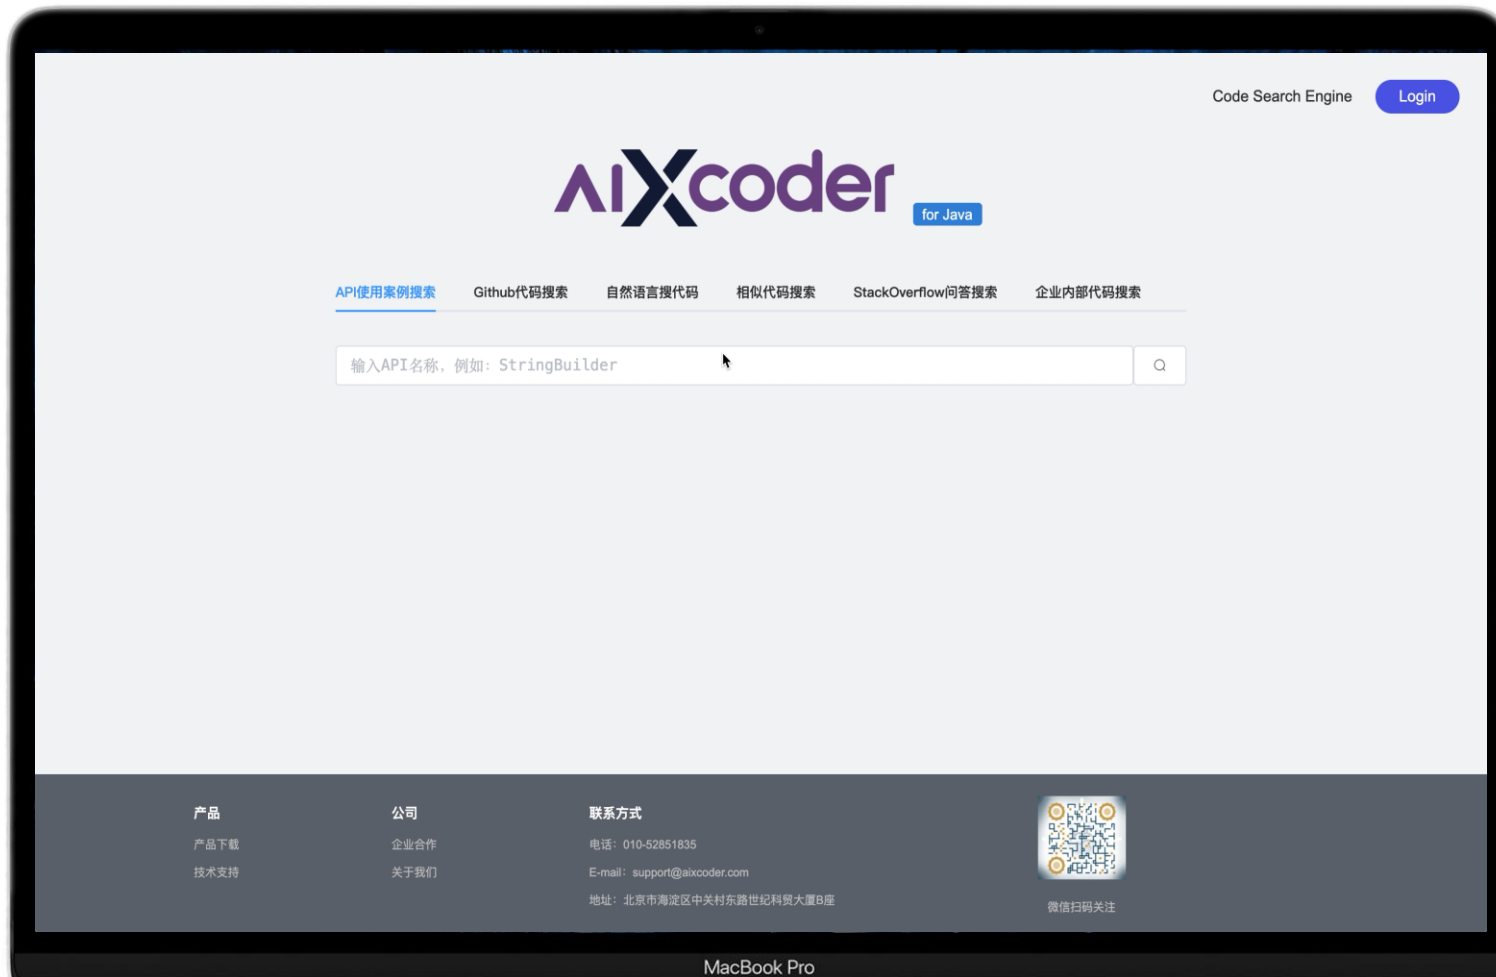 Code Search Engine
Login
aiXcoder
for Java
API使用案例搜索
Github代码搜索
自然语言搜代码
相似代码搜索
StackOverflow问答搜索
企业内部代码搜索
输入API名称，例如：StringBuilder
产品
产品下载
技术支持
公司
企业合作
关于我们
联系方式
电话：010-52851835
E-mail：support@aixcoder.com
地址：北京市海淀区中关村东路世纪科贸大厦B座
微信扫码关注
MacBook Pro